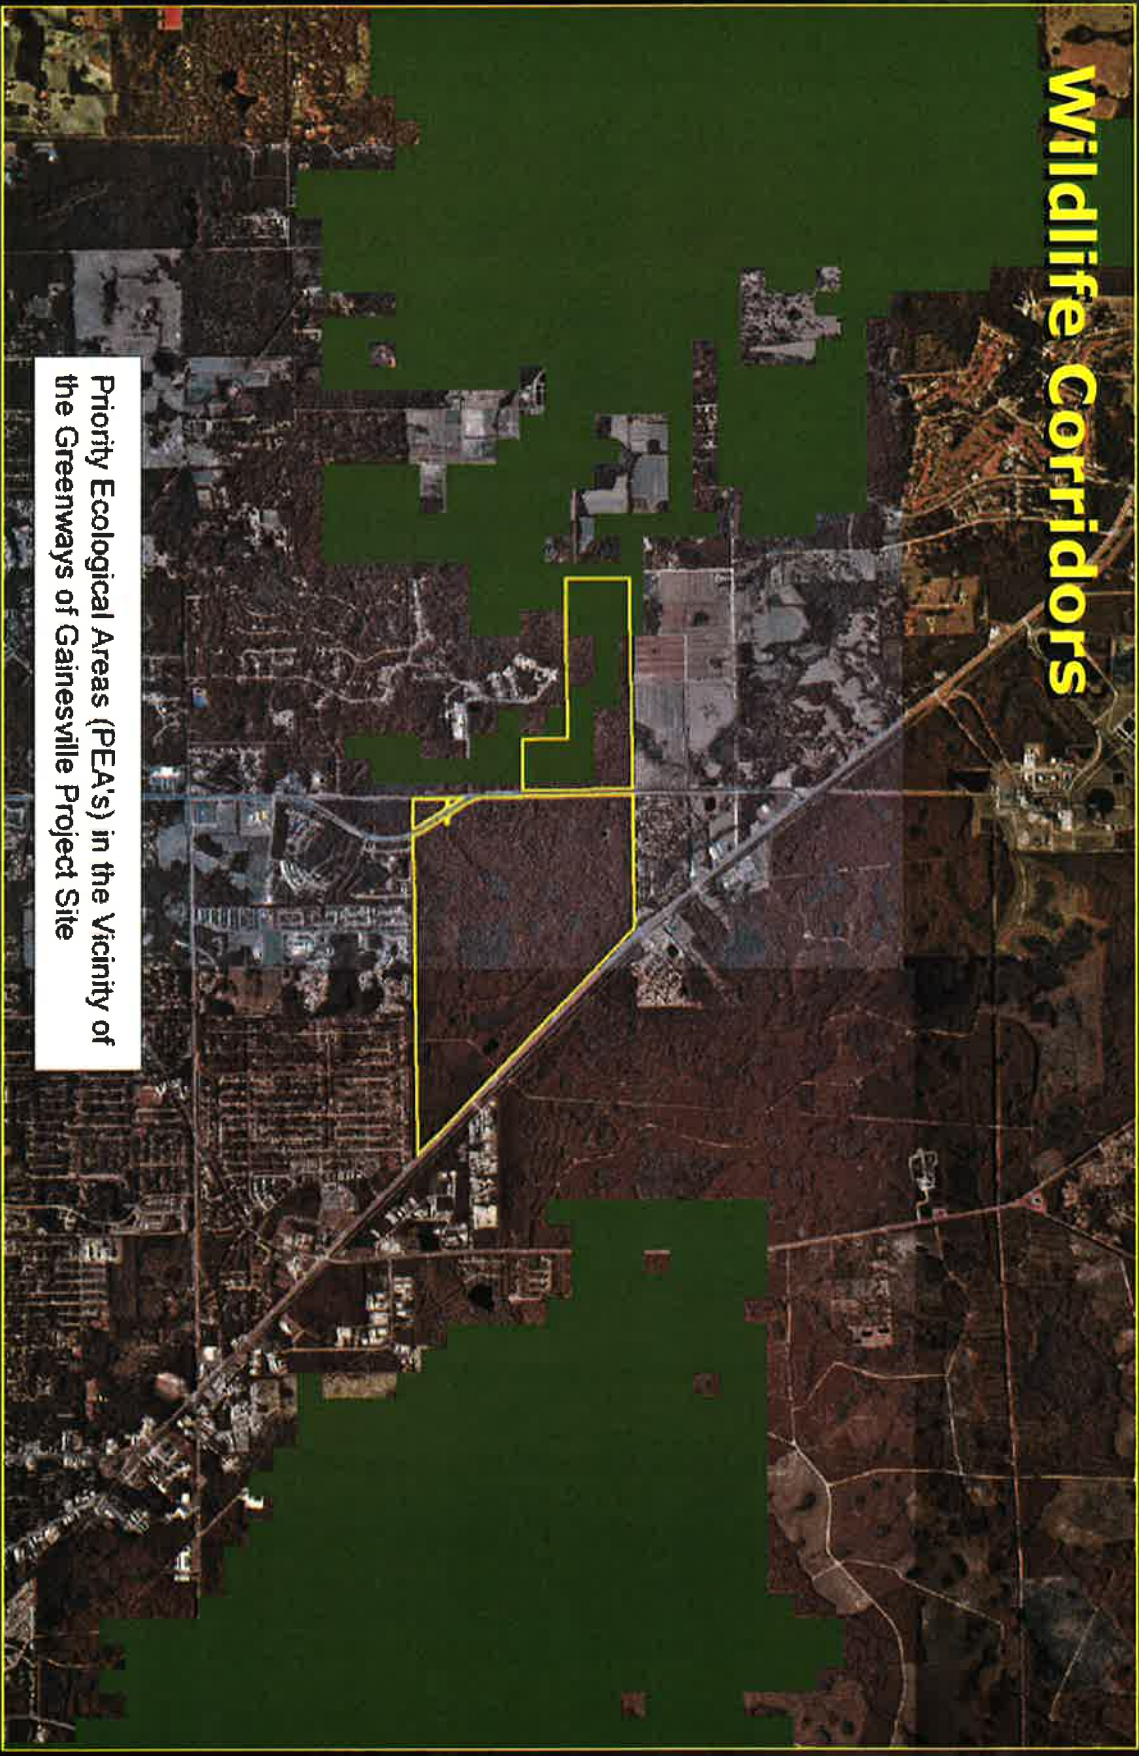 Wildlife Corridors
Priority Ecological Areas (PEA's) in the Vicinity of
the Greenways of Gainesville Project Site